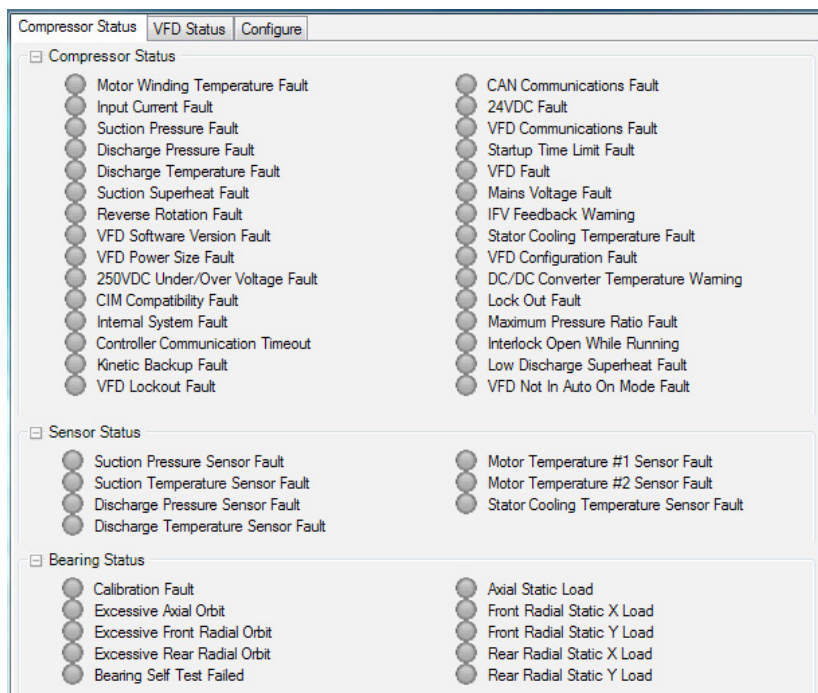 Compressor Status VFD Status Configure
Compressor Status
Motor Winding Temperature Fault
Input Current Fault
Suction Pressure Fault
Discharge Pressure Fault
Discharge Temperature Fault
Suction Superheat Fault
Reverse Rotation Fault
VFD Software Version Fault
VFD Power Size Fault
250VDC Under/Over Voltage Fault
CIM Compatibility Fault
Internal System Fault
Controller Communication Timeout
Kinetic Backup Fault
VFD Lockout Fault
CAN Communications Fault
24VDC Fault
VFD Communications Fault
Startup Time Limit Fault
VFD Fault
Mains Voltage Fault
IFV Feedback Warning
Stator Cooling Temperature Fault
VFD Configuration Fault
DC/DC Converter Temperature Warning
Lock Out Fault
Maximum Pressure Ratio Fault
Interlock Open While Running
Low Discharge Superheat Fault
VFD Not In Auto On Mode Fault
Sensor Status
Suction Pressure Sensor Fault
Suction Temperature Sensor Fault
Discharge Pressure Sensor Fault
Discharge Temperature Sensor Fault
Motor Temperature #1 Sensor Fault
Motor Temperature #2 Sensor Fault
Stator Cooling Temperature Sensor Fault
Bearing Status
Calibration Fault
Excessive Axial Orbit
Excessive Front Radial Orbit
Excessive Rear Radial Orbit
Bearing Self Test Failed
Axial Static Load
Front Radial Static X Load
Front Radial Static Y Load
Rear Radial Static X Load
Rear Radial Static Y Load